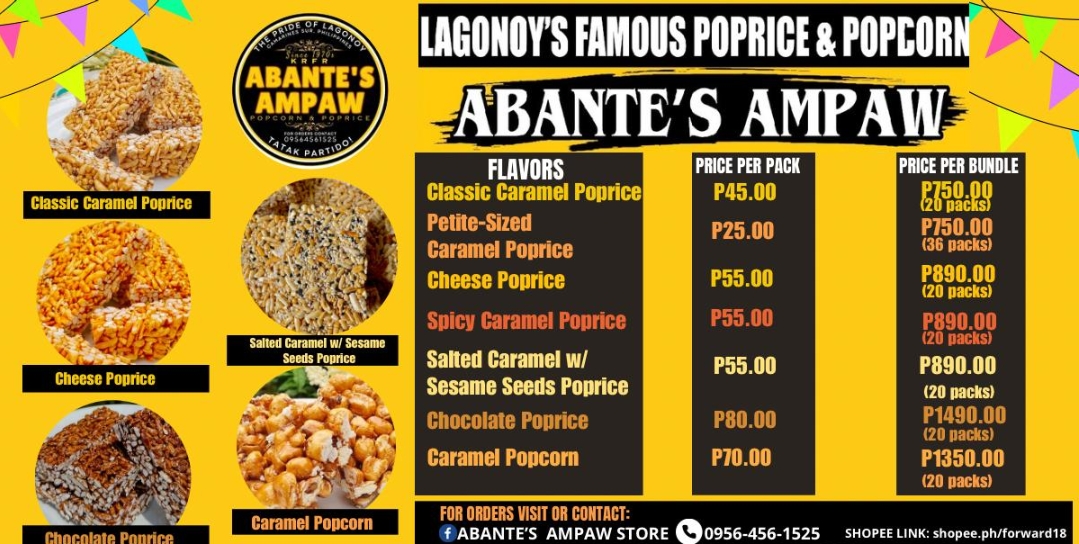 LAGONOY'S FAMOUS POPRICE & POPCORN
ABANTE'S AMPAW
THE PRIDE OF LAGONOY
CAMARINES SUR, PHILIPPINES
Since 1970s
KRFR
ABANTE'S
AMPAW
POPCORN & POPRICE
FOR ORDERS CONTACT
09564561525
TATAK PARTIDO!
Classic Caramel Poprice
Cheese Poprice
Chocolate Poprice
Salted Caramel w/ Sesame
Seeds Poprice
Caramel Popcorn
FLAVORS PRICE PER PACK PRICE PER BUNDLE
Classic Caramel Poprice P45.00 P750.00
(20 packs)
Petite-Sized
Caramel Poprice P25.00 P750.00
(36 packs)
Cheese Poprice P55.00 P890.00
(20 packs)
Spicy Caramel Poprice P55.00 P890.00
(20 packs)
Salted Caramel w/
Sesame Seeds Poprice P55.00 P890.00
(20 packs)
Chocolate Poprice P80.00 P1490.00
(20 packs)
Caramel Popcorn P70.00 P1350.00
(20 packs)
FOR ORDERS VISIT OR CONTACT:
ABANTE'S AMPAW STORE 0956-456-1525 SHOPEE LINK: shopee.ph/forward18